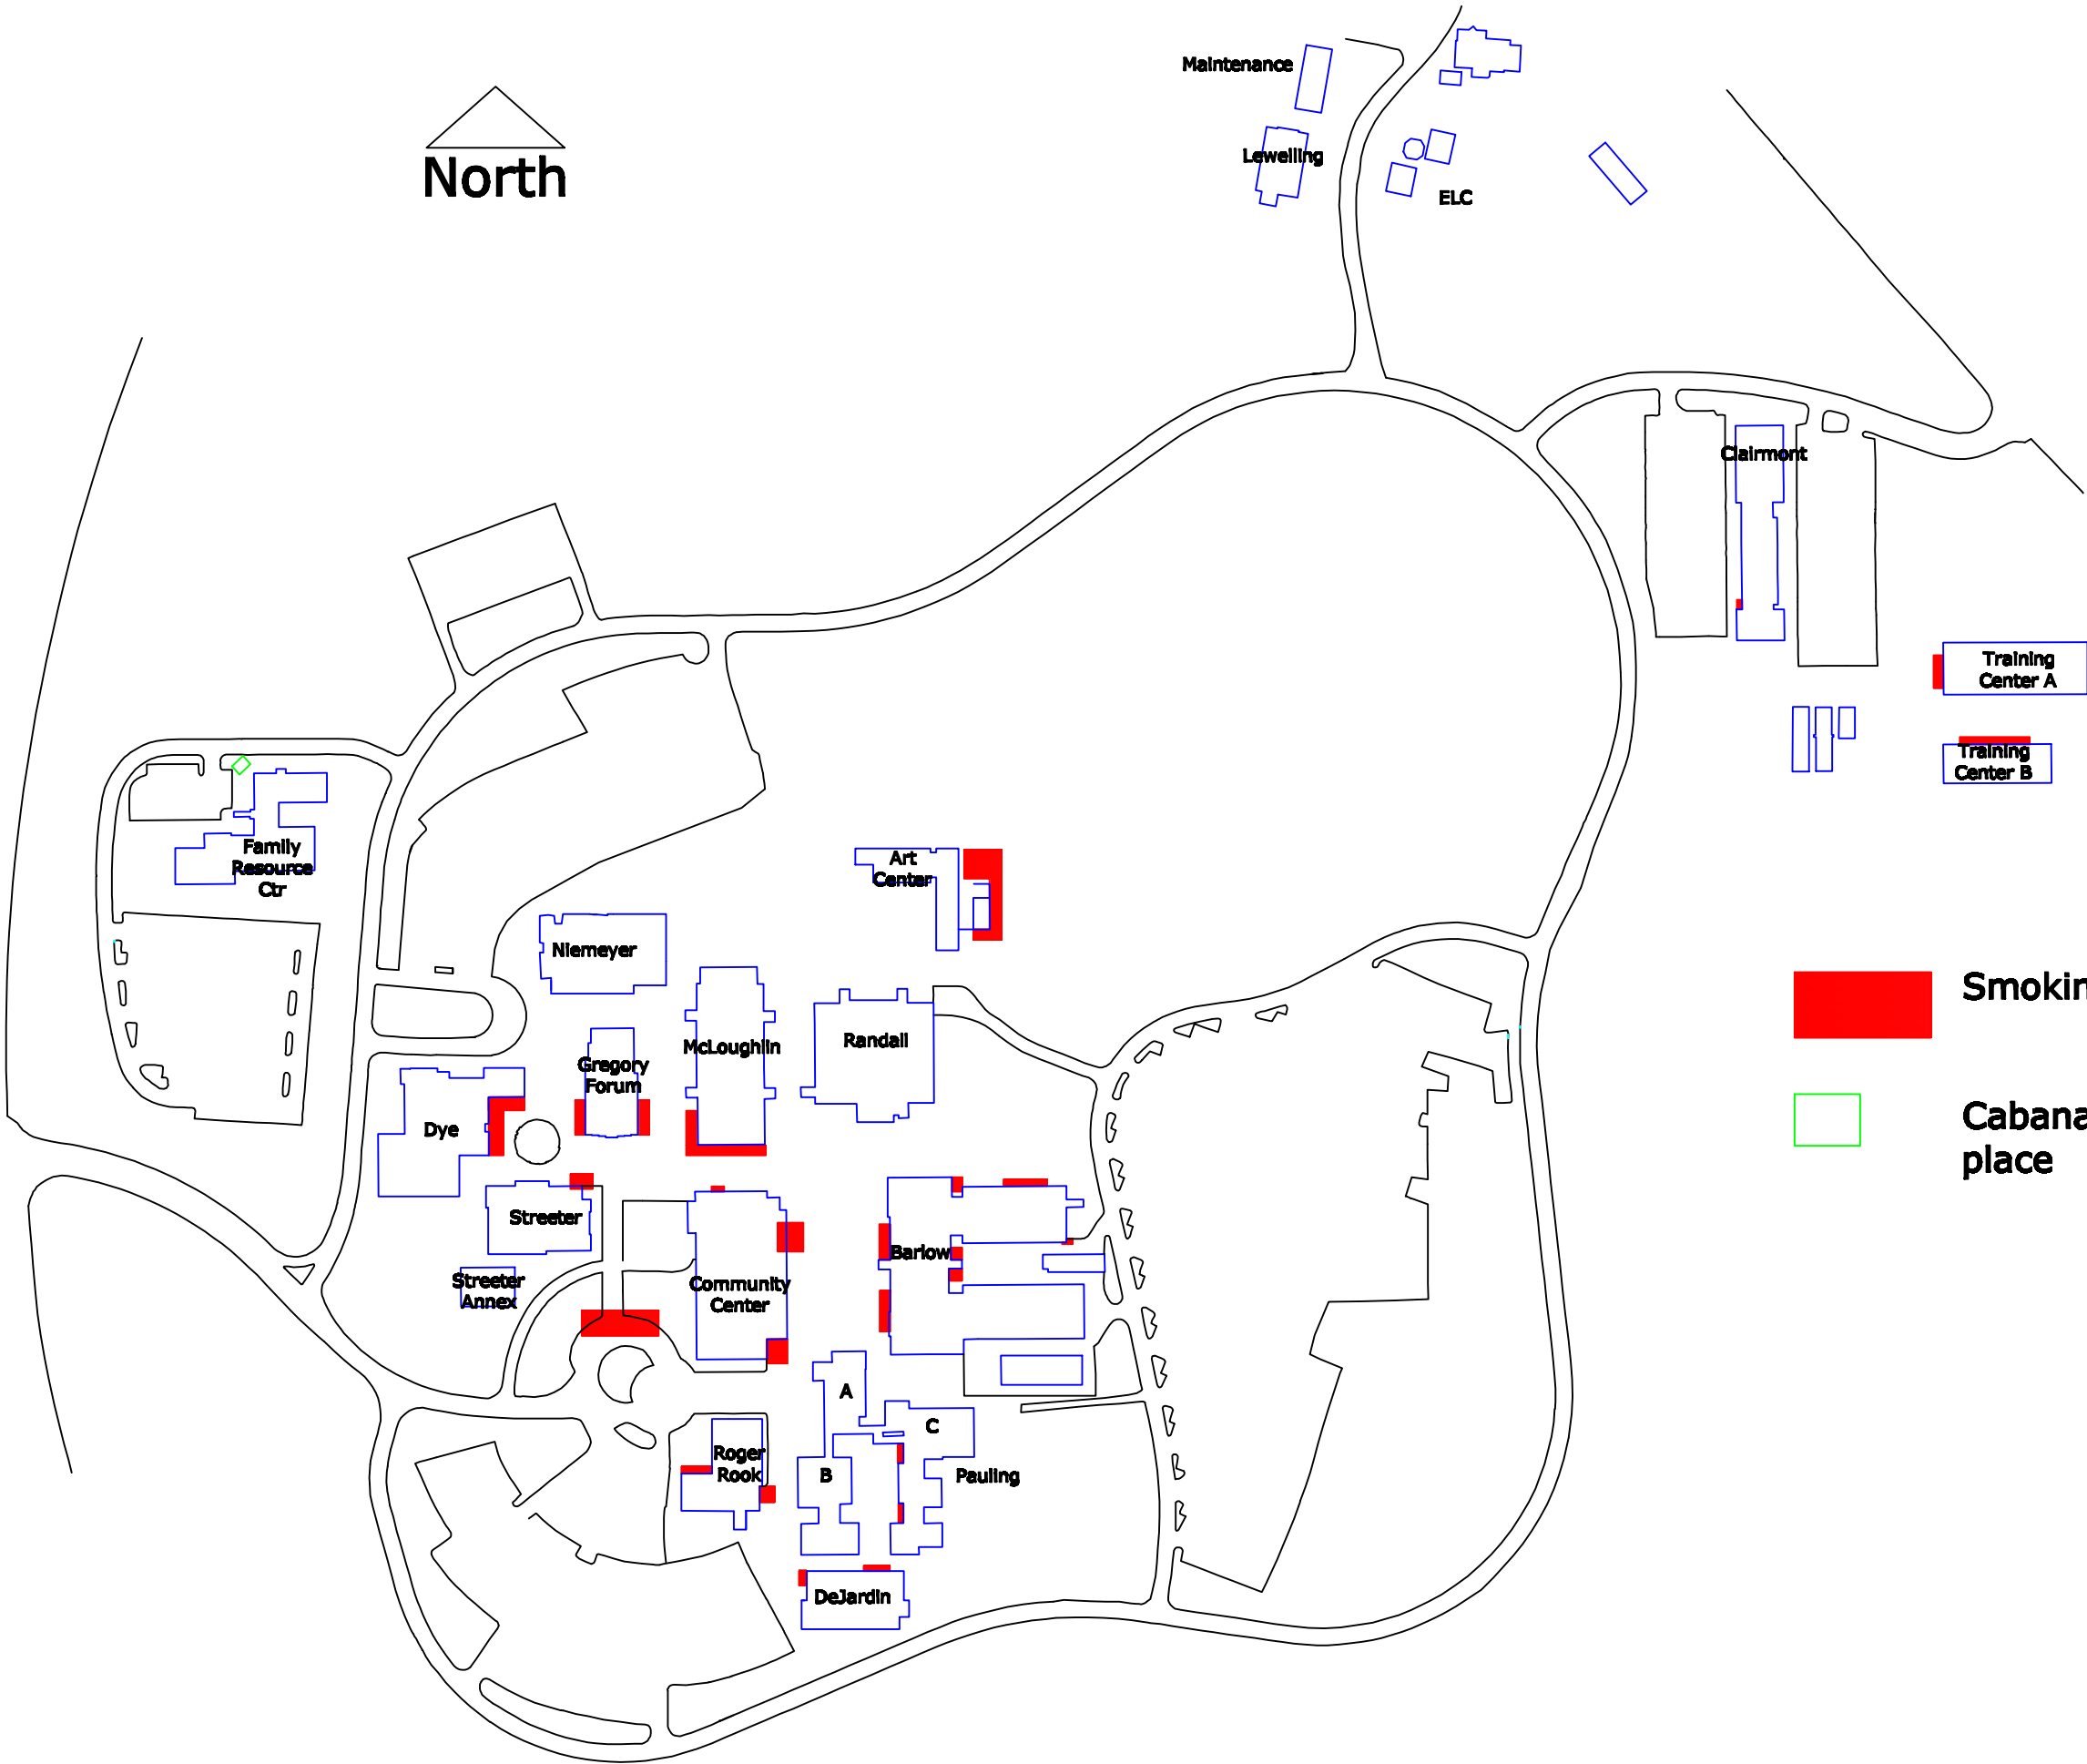 Maintenance
Lewelling
ELC
North
Clairmont
Training
Center A
Training
Center B
Family
Resource
Ctr
Art
Center
Niemeyer
McLoughlin
Randall
Gregory
Forum
Dye
Smokin
Cabana
place
Streeter
Barlow
Streeter
Annex
Community
Center
A
C
B
Roger
Rook
Pauling
DeJardin